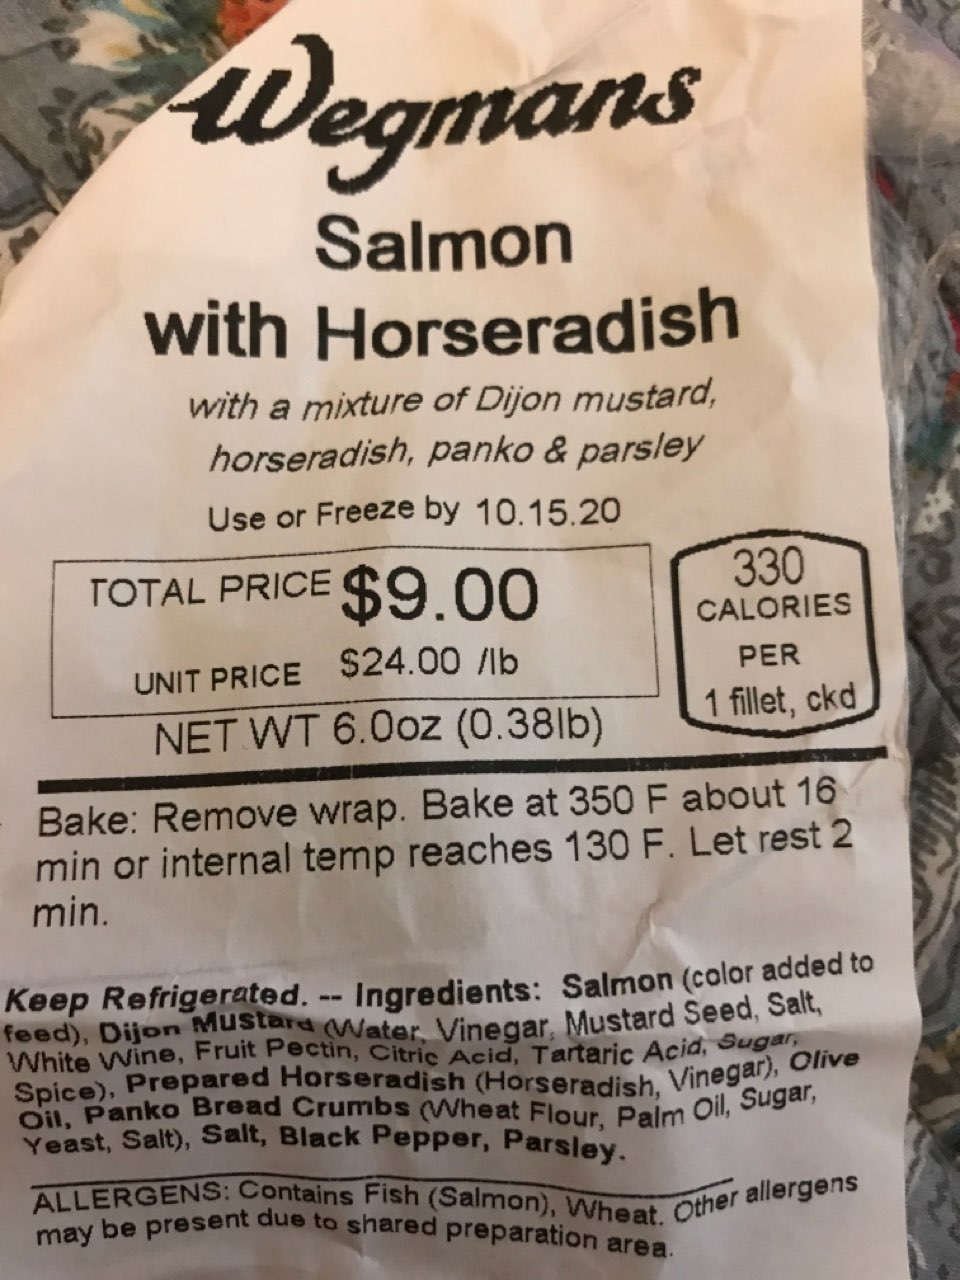 Wegmans
Salmon
with Horseradish
with a mixture of Dijon mustard,
horseradish, panko & parsley
Use or Freeze by 10.15.20
TOTAL PRICE $9.00
UNIT PRICE $24.00 /lb
330
CALORIES
PER
1 fillet, ckd
NET WT 6.0oz (0.38lb)
Bake: Remove wrap. Bake at 350 F about 16
min or internal temp reaches 130 F. Let rest 2
min.
Keep Refrigerated. -- Ingredients: Salmon (color added to
feed), Dijon Mustard (Water, Vinegar, Mustard Seed, Salt,
White Wine, Fruit Pectin, Citric Acid, Tartaric Acid, Sugar,
Spice), Prepared Horseradish (Horseradish, Vinegar), Olive
Oil, Panko Bread Crumbs (Wheat Flour, Palm Oil, Sugar,
Yeast, Salt), Salt, Black Pepper, Parsley.
ALLERGENS: Contains Fish (Salmon), Wheat. Other allergens
may be present due to shared preparation area.